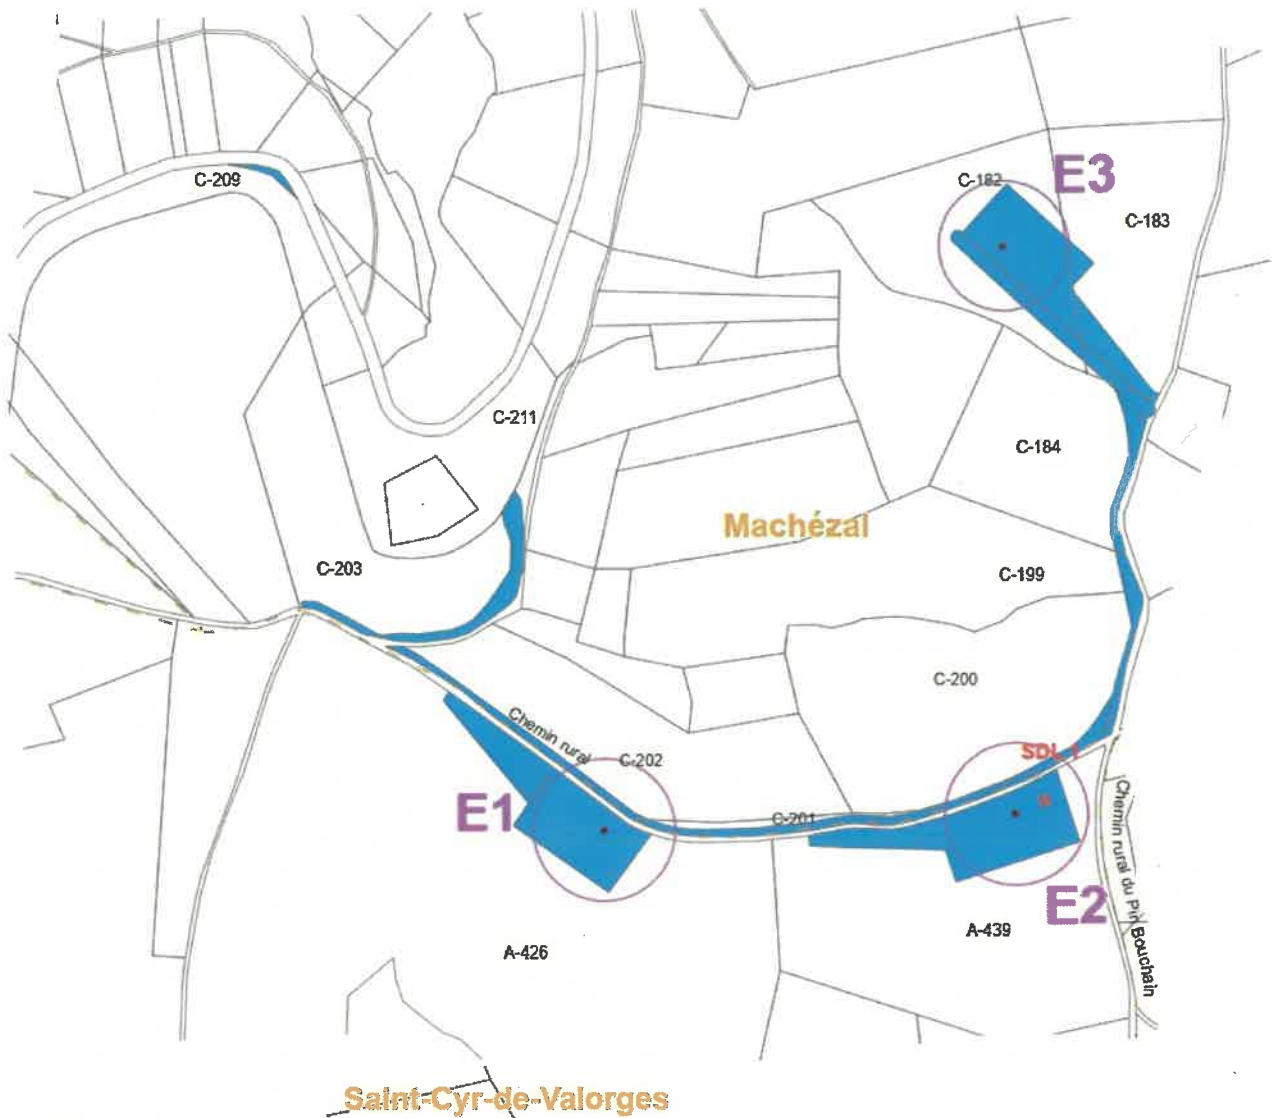 C-209
C-182
E3
C-183
C-211
C-184
Machézal
C-203
C-199
C-200
Chemin rural
SDL 1
C-202
E1
C-201
Chemin rural du Pin Bouchain
E2
A-439
A-426
Saint-Cyr-de-Valorges